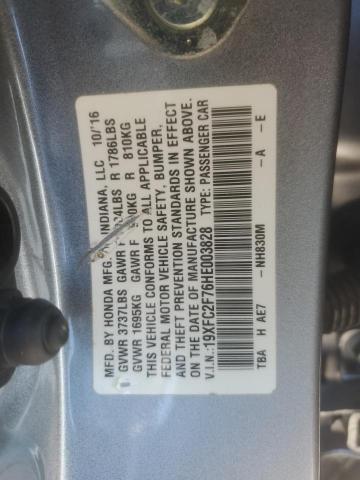 MFG. BY HONDA MFG. INDIANA, LLC 10/'16
GVWR 3737LBS GAWR F LBS R 1786LBS
GVWR 1695KG GAWR F KG R 810KG
THIS VEHICLE CONFORMS TO ALL APPLICABLE
FEDERAL MOTOR VEHICLE SAFETY, BUMPER,
AND THEFT PREVENTION STANDARDS IN EFFECT
ON THE DATE OF MANUFACTURE SHOWN ABOVE.
V.I.N.: 19XFC2F76HE003828 TYPE: PASSENGER CAR
TBA H AE7 -NH830M -A -E